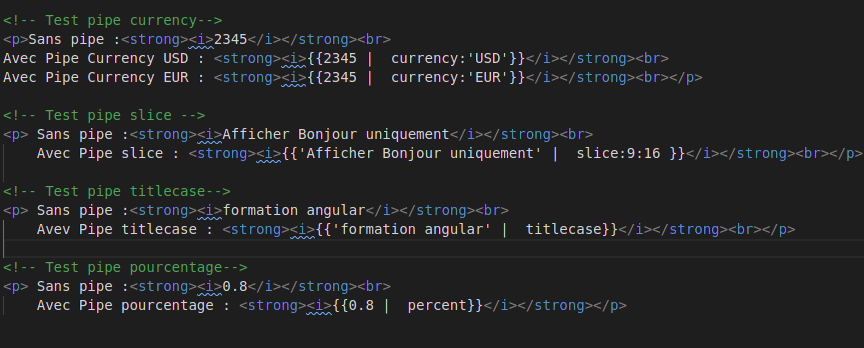 <!-- Test pipe currency-->
<p>Sans pipe :<strong><i>2345</i></strong><br>
Avec Pipe Currency USD : <strong><i>{{2345 |  currency:'USD'}}</i></strong><br>
Avec Pipe Currency EUR : <strong><i>{{2345 |  currency:'EUR'}}</i></strong><br></p>
<!-- Test pipe slice -->
<p> Sans pipe :<strong><i>Afficher Bonjour uniquement</i></strong><br>
    Avec Pipe slice : <strong><i>{{'Afficher Bonjour uniquement' |  slice:9:16 }}</i></strong><br></p>
<!-- Test pipe titlecase-->
<p> Sans pipe :<strong><i>formation angular</i></strong><br>
    Avev Pipe titlecase : <strong><i>{{'formation angular' |  titlecase}}</i></strong><br></p>
<!-- Test pipe pourcentage-->
<p> Sans pipe :<strong><i>0.8</i></strong><br>
    Avec Pipe pourcentage : <strong><i>{{0.8 |  percent}}</i></strong></p>